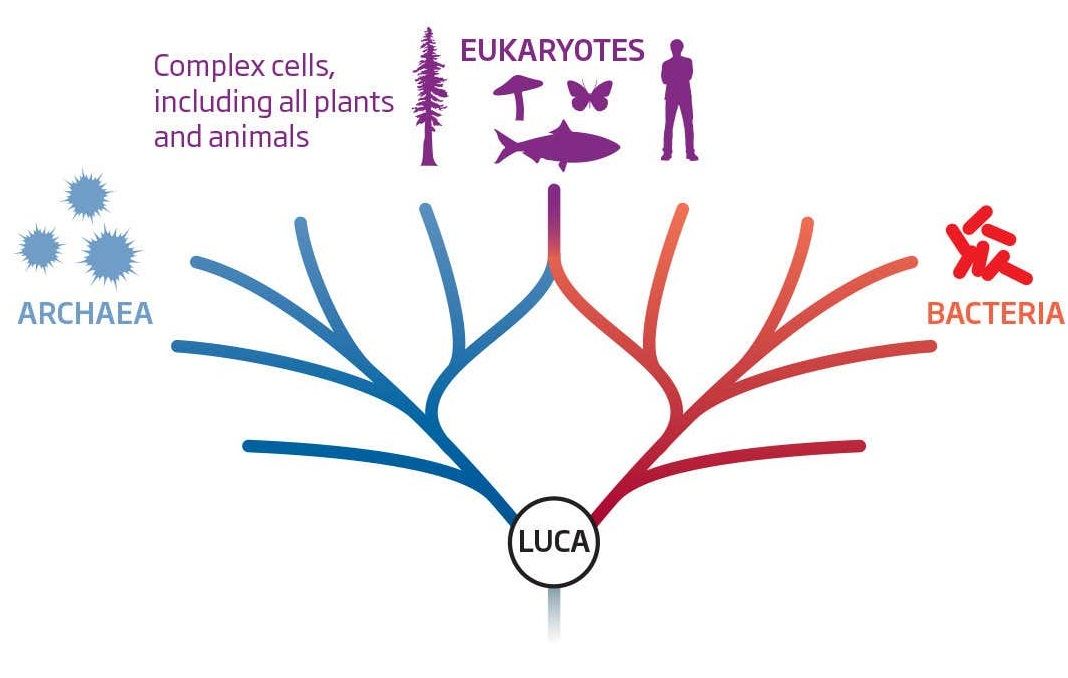 Complex cells,
including all plants
and animals
EUKARYOTES
ARCHAEA
BACTERIA
LUCA